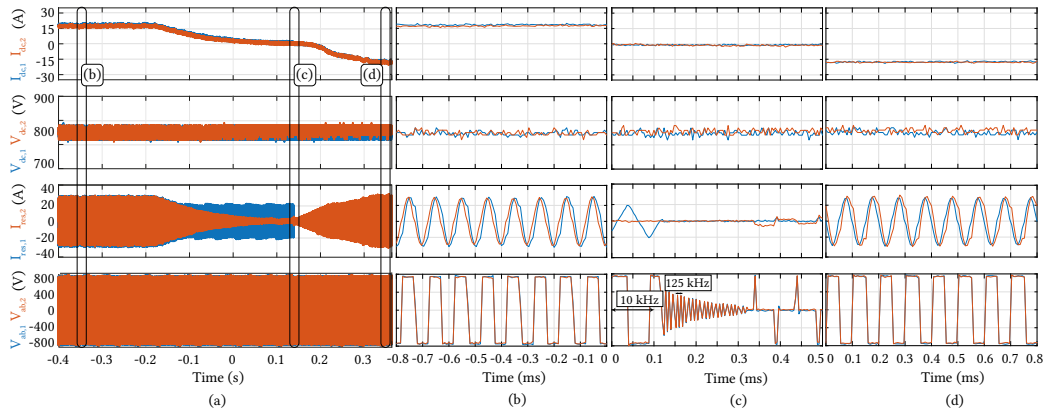 I_dc,1 I_dc,2 (A)
30
15
0
-15
-30
(b)
(c)
(d)
V_dc,1 V_dc,2 (V)
900
800
700
I_res,1 I_res,2 (A)
40
20
0
-20
-40
V_ab,1 V_ab,2 (V)
800
400
0
-400
-800
125 kHz
10 kHz
-0.4 -0.3 -0.2 -0.1 0 0.1 0.2 0.3
-0.8 -0.7 -0.6 -0.5 -0.4 -0.3 -0.2 -0.1 0
0 0.1 0.2 0.3 0.4 0.5
0 0.1 0.2 0.3 0.4 0.5 0.6 0.7 0.8
Time (s)
Time (ms)
Time (ms)
Time (ms)
(a)
(b)
(c)
(d)